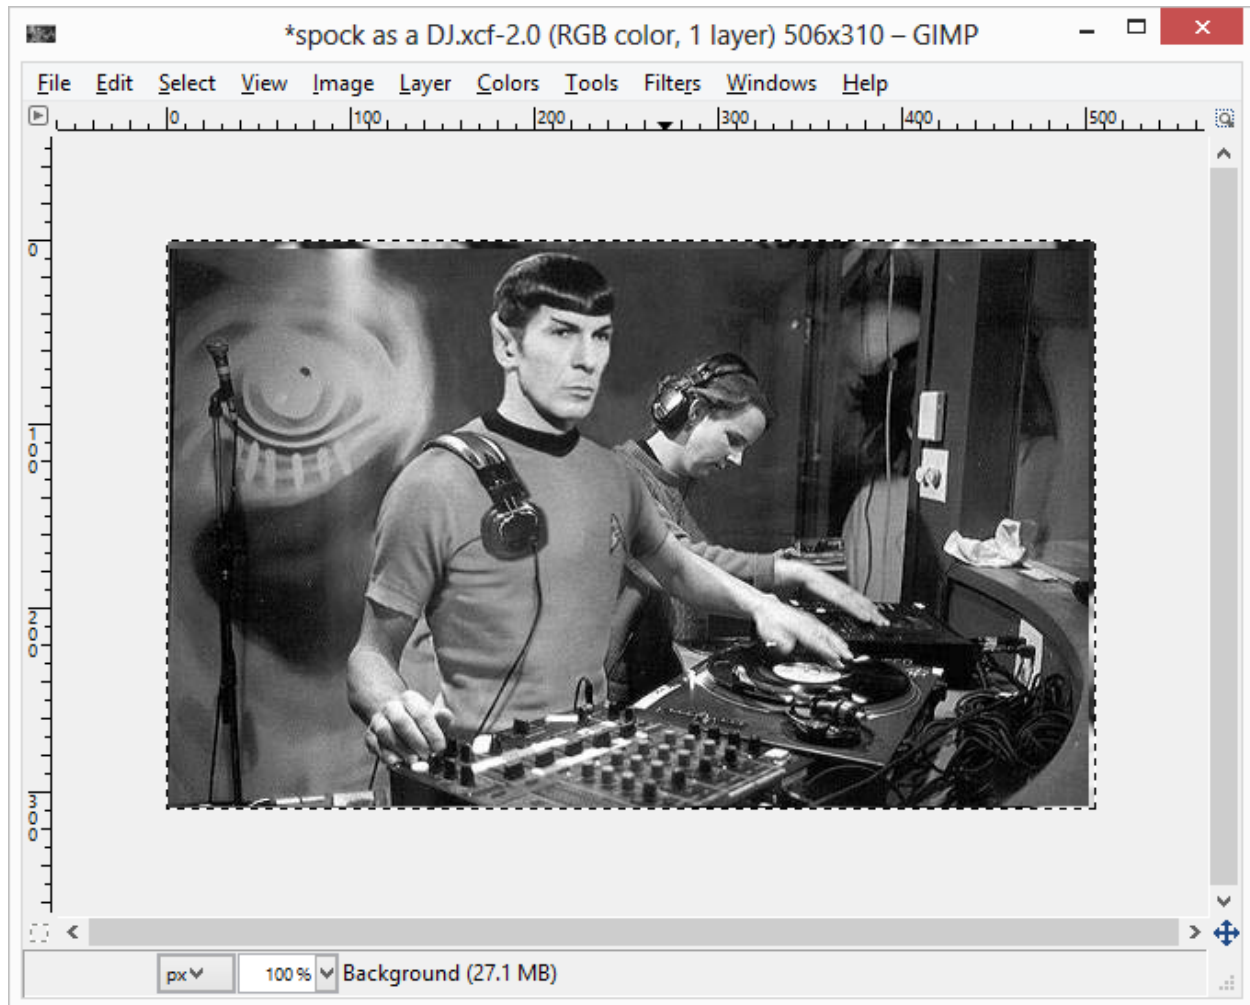 *spock as a DJ.xcf-2.0 (RGB color, 1 layer) 506x310 – GIMP
File Edit Select View Image Layer Colors Tools Filters Windows Help
0 100 200 300 400 500
0
100
200
300
px 100 % Background (27.1 MB)